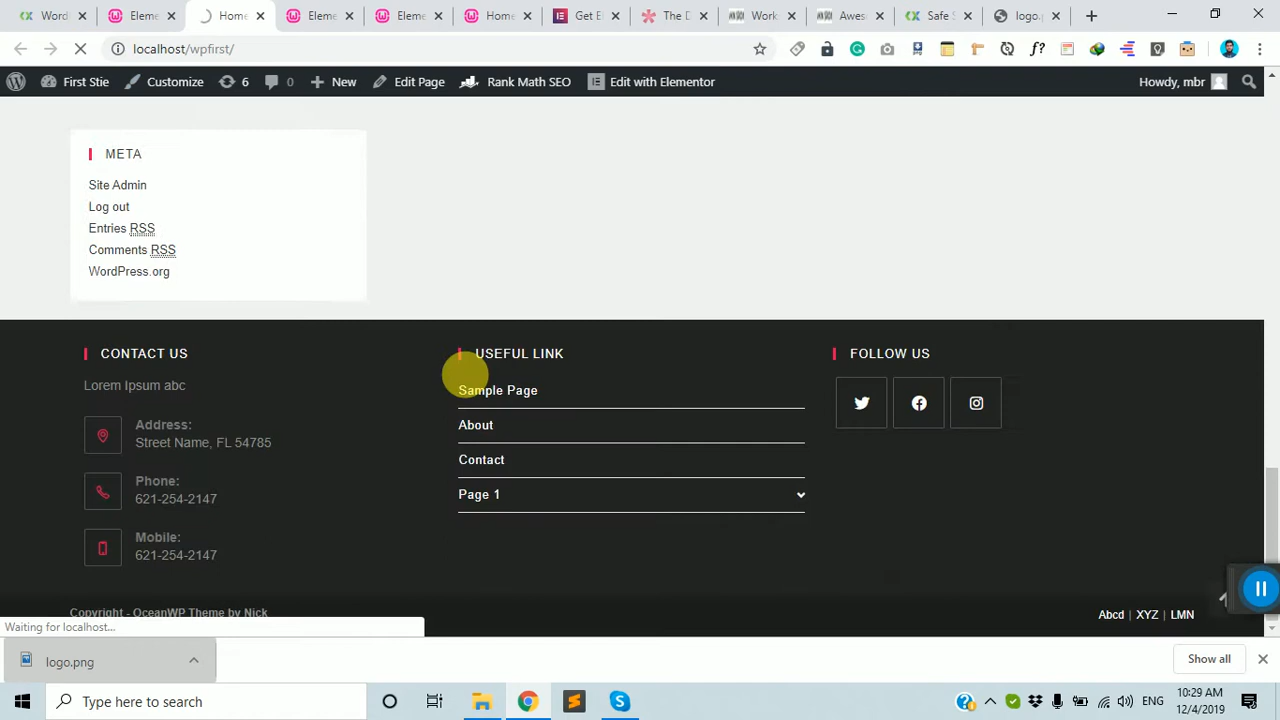 Word Eleme Home Eleme Eleme Home Get E The D Work Awes Safe S logo.p
localhost/wpfirst/
f?
First Stie Customize 6 0 New Edit Page Rank Math SEO Edit with Elementor Howdy, mbr
META
Site Admin
Log out
Entries RSS
Comments RSS
WordPress.org
CONTACT US USEFUL LINK FOLLOW US
Lorem Ipsum abc Sample Page
Address: About
Street Name, FL 54785
Contact
Phone: Page 1
621-254-2147
Mobile:
621-254-2147
Copyright - OceanWP Theme by Nick Abcd | XYZ | LMN
Waiting for localhost...
logo.png Show all
Type here to search ENG 10:29 AM
12/4/2019